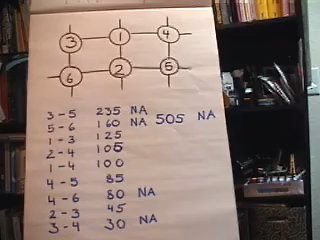 3 1 4
6 2 5
3 - 5 235 NA
5 - 6 160 NA 505 NA
1 - 3 125
2 - 4 105
1 - 4 100
4 - 5 85
4 - 6 80 NA
2 - 3 45
3 - 4 30 NA